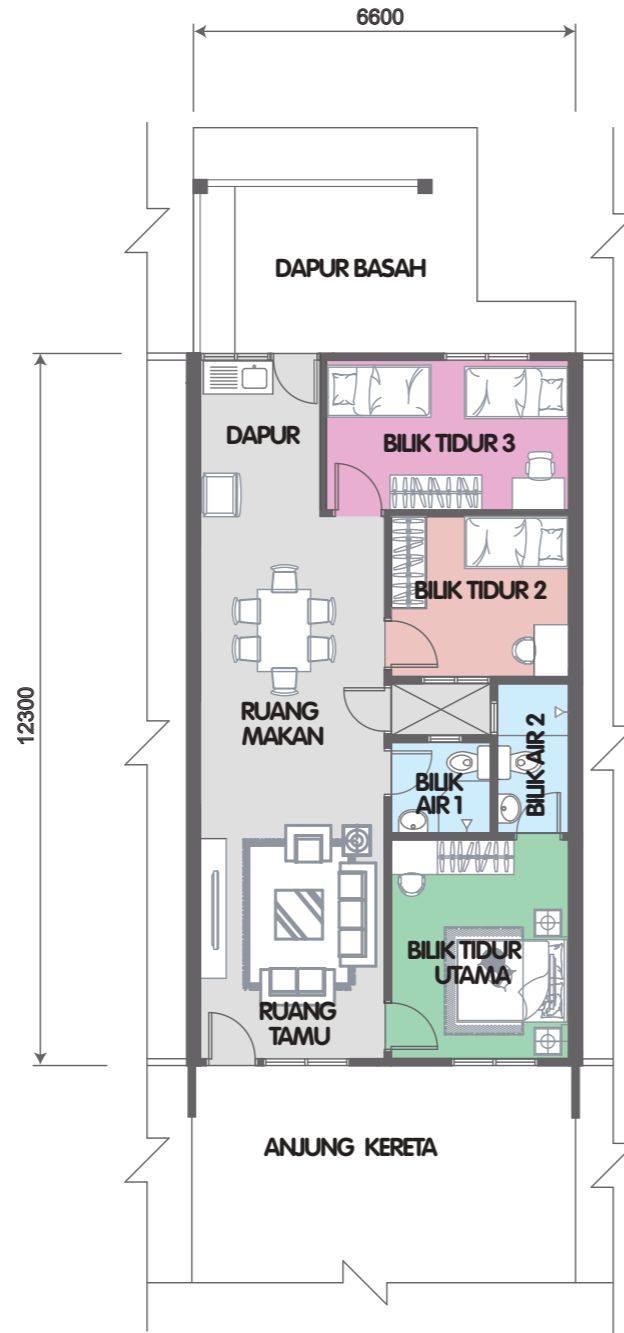 6600
DAPUR BASAH
DAPUR
BILIK TIDUR 3
BILIK TIDUR 2
12300
RUANG
MAKAN
BILIK AIR 2
BILIK
AIR 1
BILIK TIDUR
UTAMA
RUANG
TAMU
ANJUNG KERETA